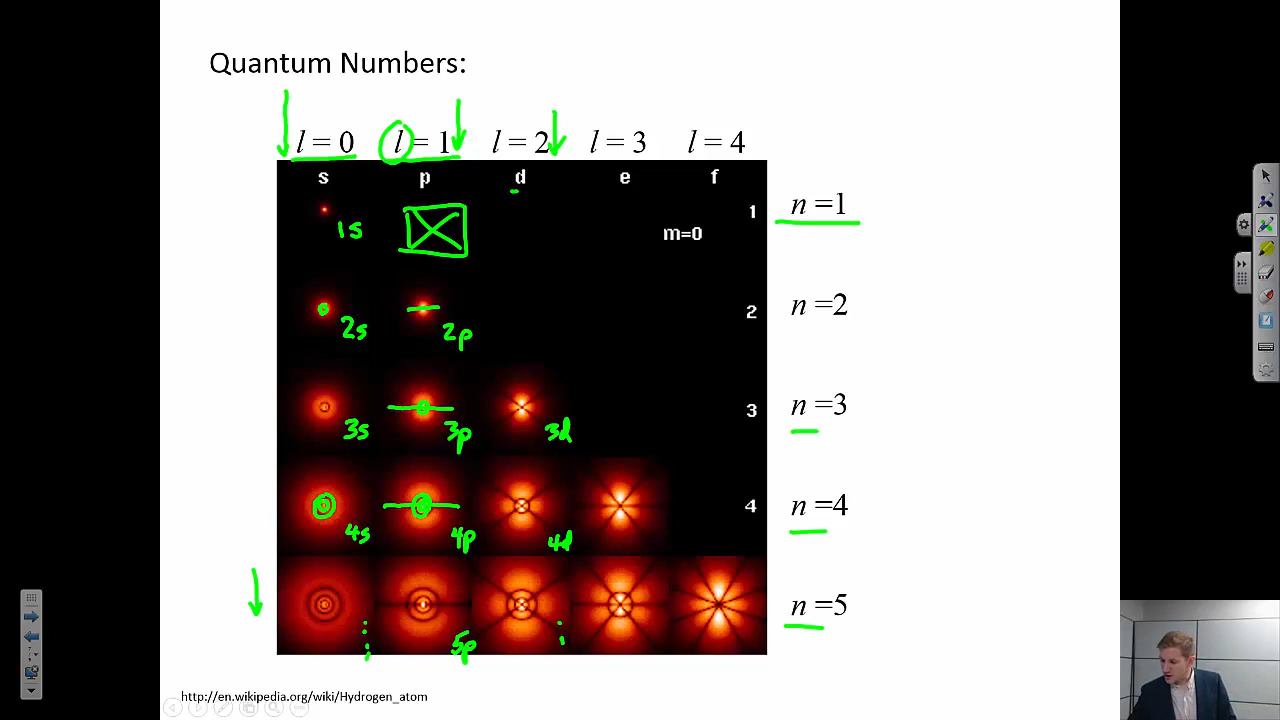 Quantum Numbers:
l = 0 l = 1 l = 2 l = 3 l = 4
s p d e f
1 n =1
1s
m=0
2 n =2
2s 2p
3 n =3
3s 3p 3d
4 n =4
4s 4p 4d
n =5
5p
http://en.wikipedia.org/wiki/Hydrogen_atom